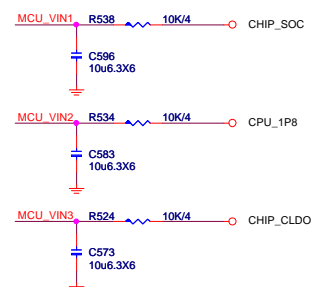 MCU_VIN1 R538 10K/4 CHIP_SOC
C596
10u6.3X6
MCU_VIN2 R534 10K/4 CPU_1P8
C583
10u6.3X6
MCU_VIN3 R524 10K/4 CHIP_CLDO
C573
10u6.3X6